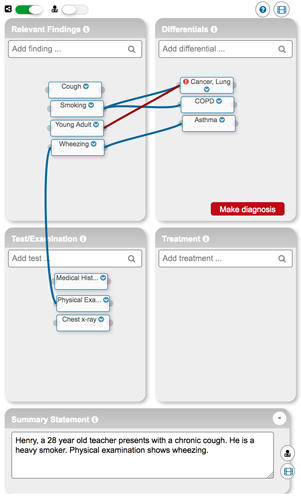 Relevant Findings
Add finding ...
Cough
Smoking
Young Adult
Wheezing
Differentials
Add differential ...
Cancer, Lung
COPD
Asthma
Make diagnosis
Test/Examination
Add test ...
Medical Hist...
Physical Exa...
Chest x-ray
Treatment
Add treatment ...
Summary Statement
Henry, a 28 year old teacher presents with a chronic cough. He is a
heavy smoker. Physical examination shows wheezing.